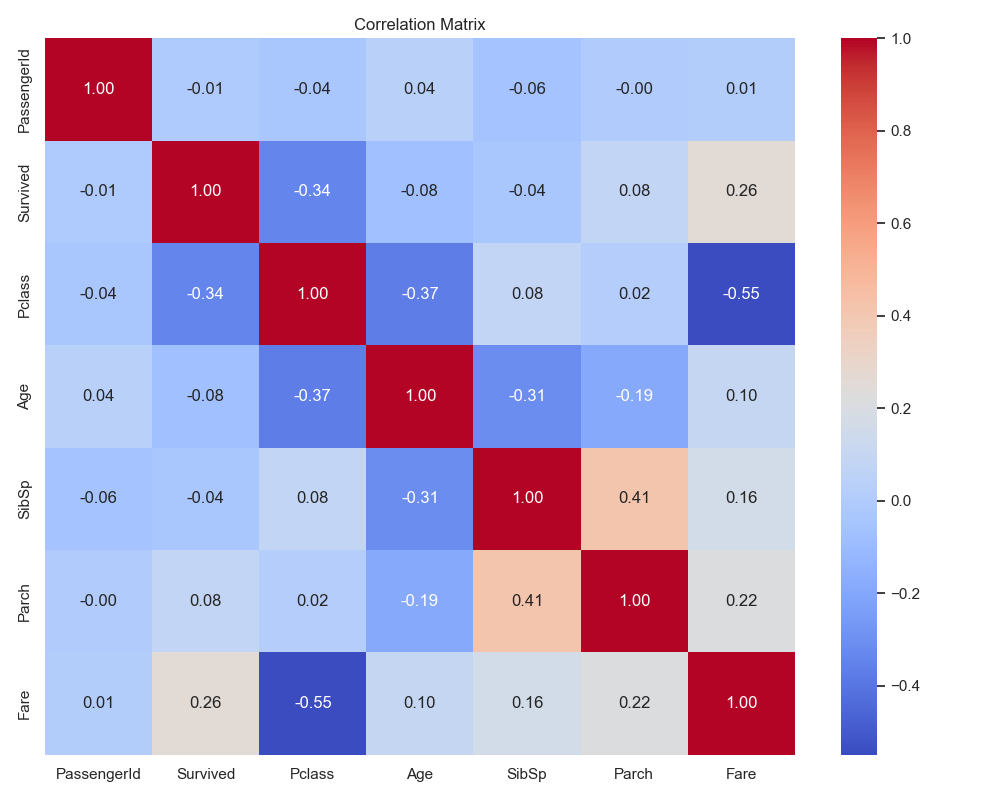 Correlation Matrix
PassengerId 1.00 -0.01 -0.04 0.04 -0.06 -0.00 0.01
Survived -0.01 1.00 -0.34 -0.08 -0.04 0.08 0.26
Pclass -0.04 -0.34 1.00 -0.37 0.08 0.02 -0.55
Age 0.04 -0.08 -0.37 1.00 -0.31 -0.19 0.10
SibSp -0.06 -0.04 0.08 -0.31 1.00 0.41 0.16
Parch -0.00 0.08 0.02 -0.19 0.41 1.00 0.22
Fare 0.01 0.26 -0.55 0.10 0.16 0.22 1.00
PassengerId Survived Pclass Age SibSp Parch Fare
1.0
0.8
0.6
0.4
0.2
0.0
−0.2
−0.4